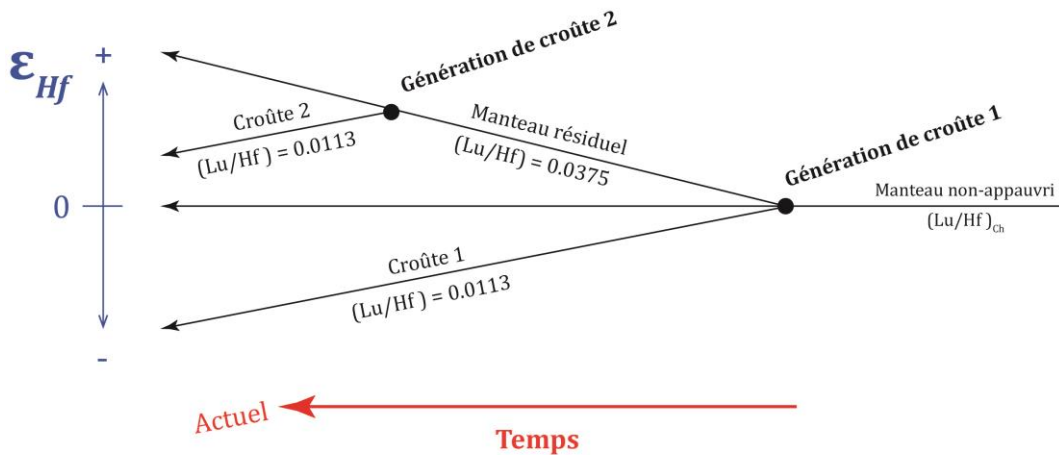 εHf
+
0
-
Génération de croûte 2
Croûte 2
(Lu/Hf) = 0.0113
Manteau résiduel
(Lu/Hf) = 0.0375
Génération de croûte 1
Manteau non-appauvri
(Lu/Hf)Ch
Croûte 1
(Lu/Hf) = 0.0113
Actuel
Temps